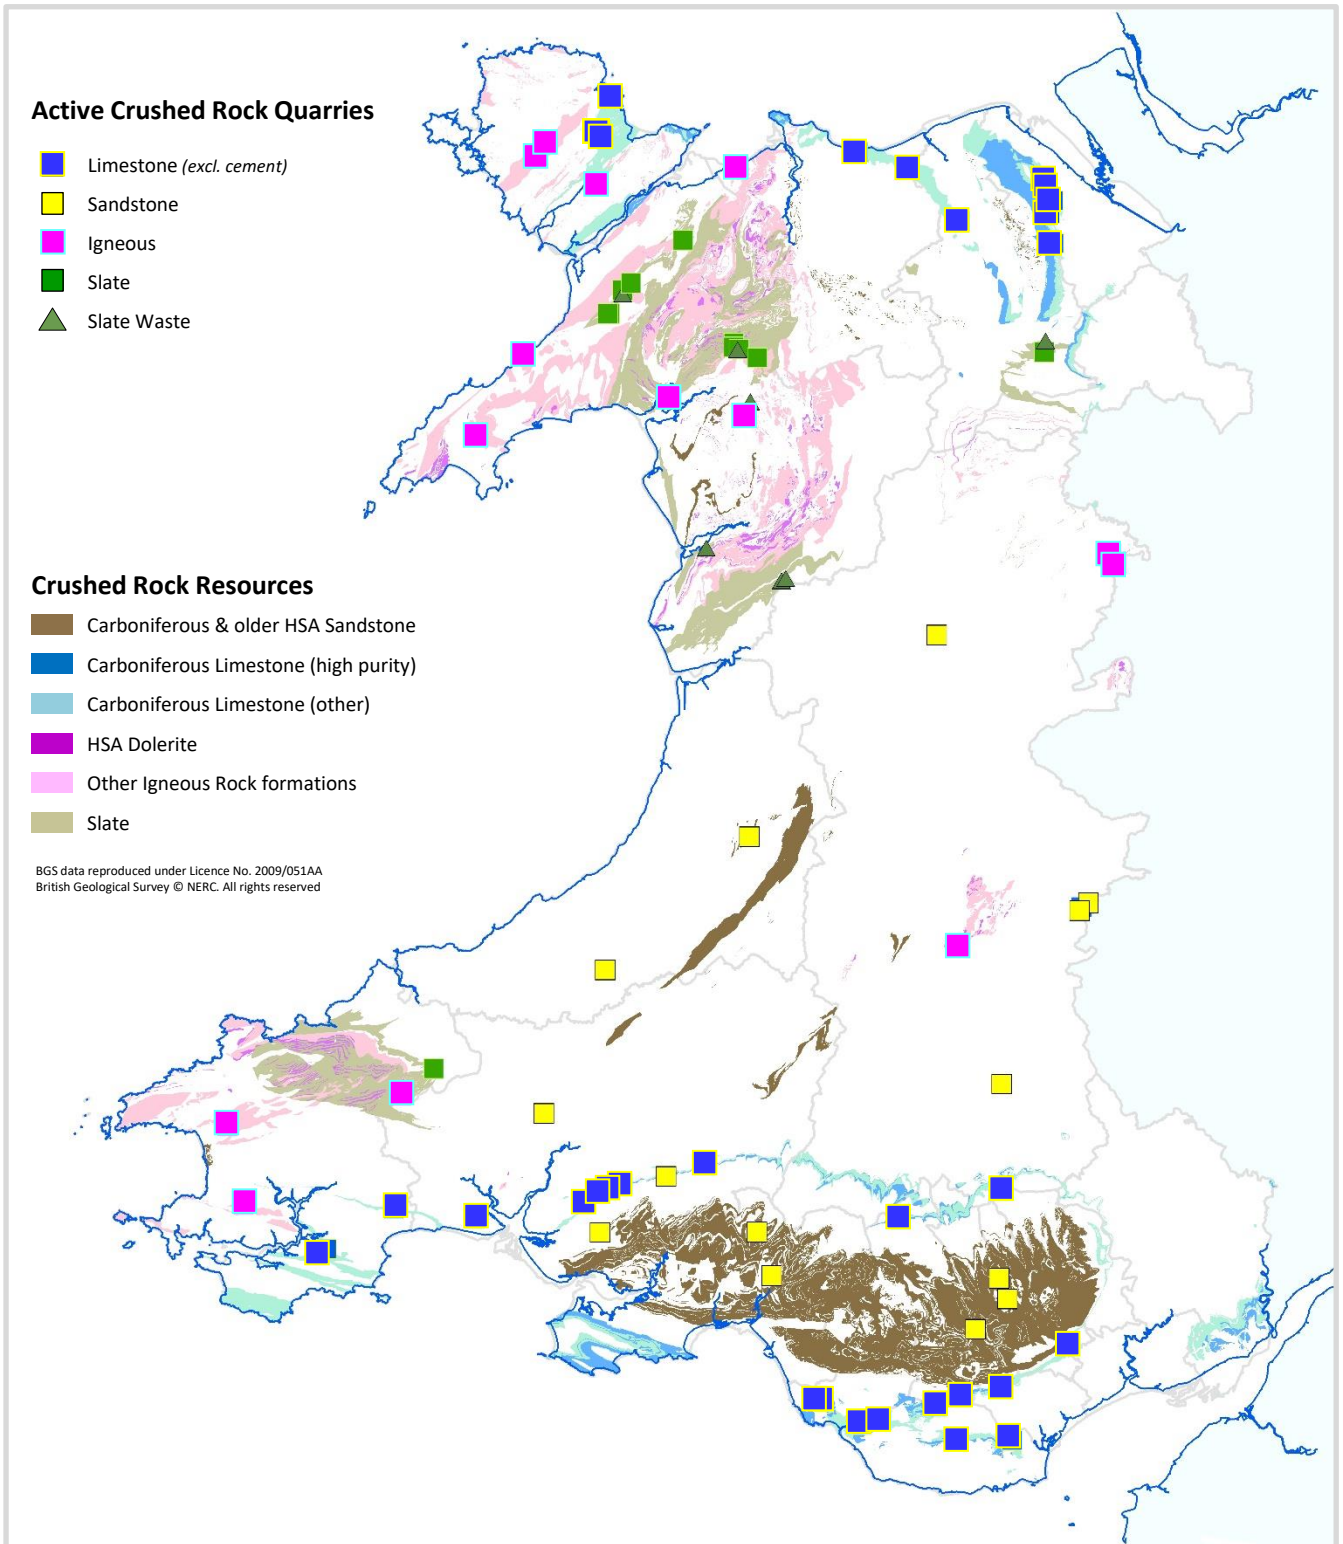 Active Crushed Rock Quarries
Limestone (excl. cement)
Sandstone
Igneous
Slate
Slate Waste
Crushed Rock Resources
Carboniferous & older HSA Sandstone
Carboniferous Limestone (high purity)
Carboniferous Limestone (other)
HSA Dolerite
Other Igneous Rock formations
Slate
BGS data reproduced under Licence No. 2009/051AA
British Geological Survey © NERC. All rights reserved